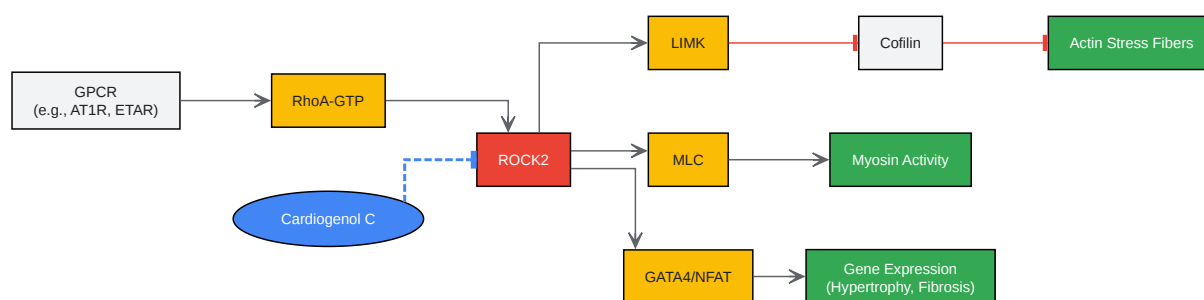 LIMK
Cofilin
Actin Stress Fibers
GPCR
(e.g., AT1R, ETAR)
RhoA-GTP
ROCK2
MLC
Myosin Activity
Cardiogenol C
GATA4/NFAT
Gene Expression
(Hypertrophy, Fibrosis)